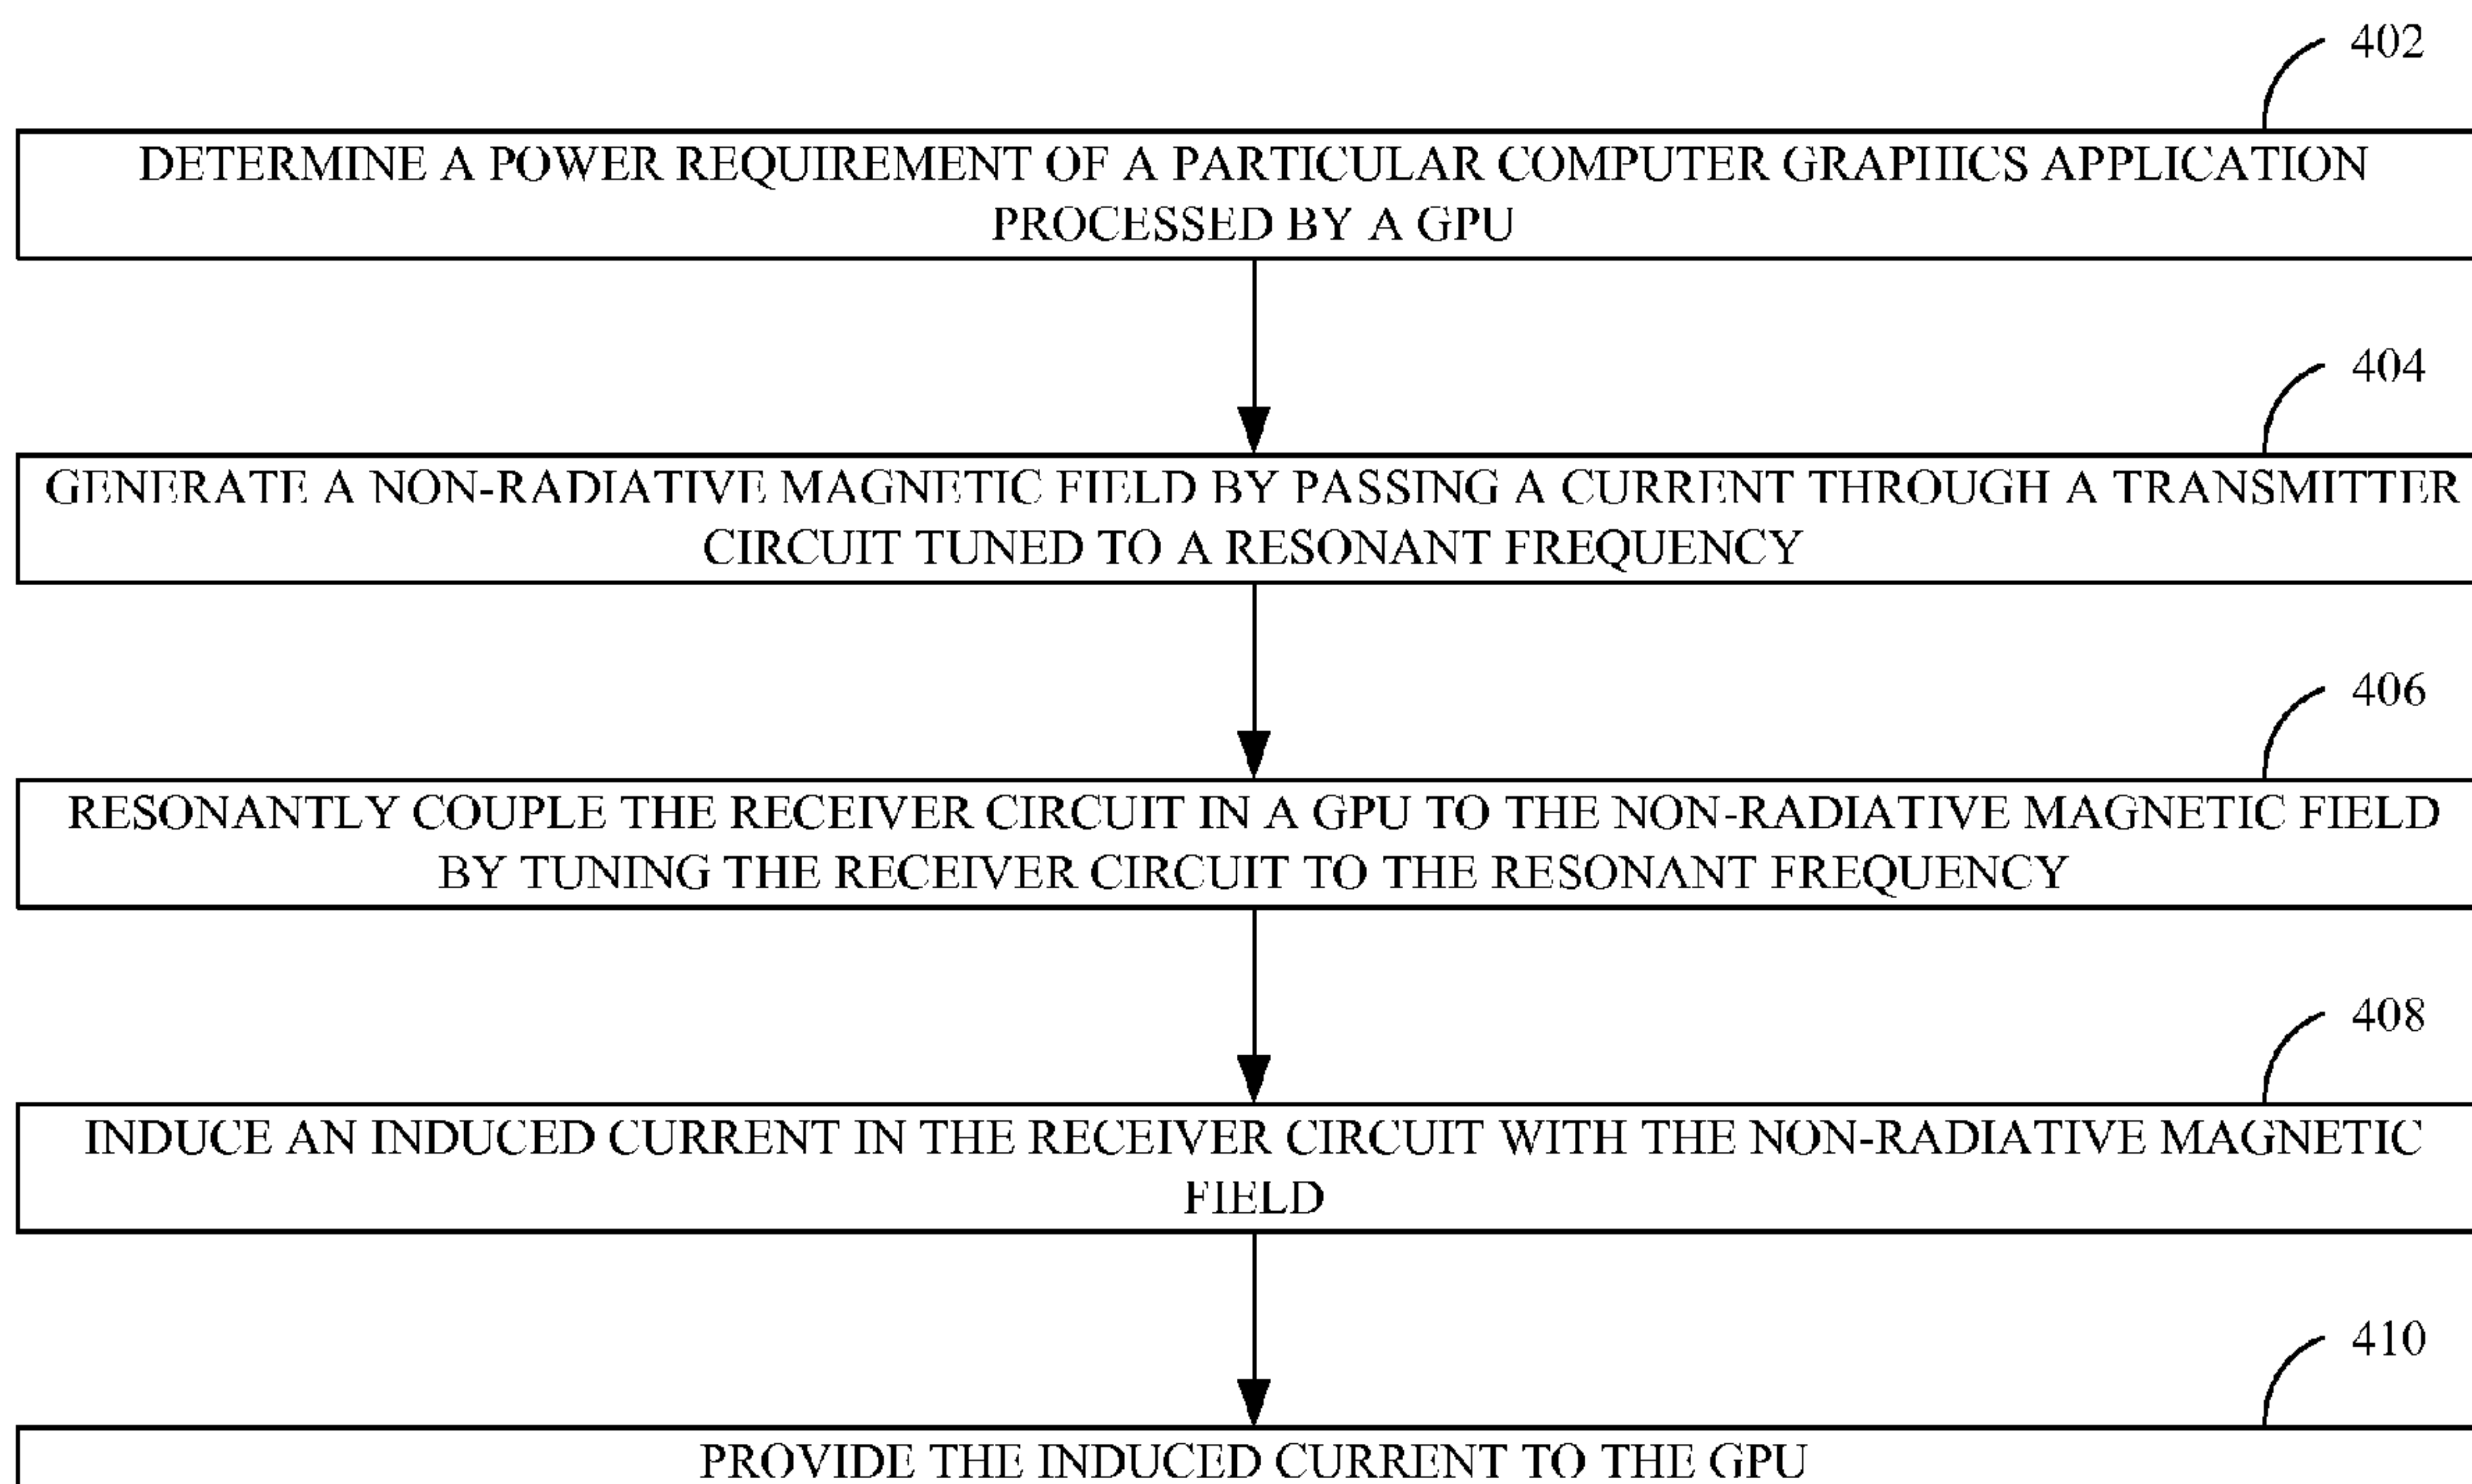 402
DETERMINE A POWER REQUIREMENT OF A PARTICULAR COMPUTER GRAPHICS APPLICATION
PROCESSED BY A GPU
404
GENERATE A NON-RADIATIVE MAGNETIC FIELD BY PASSING A CURRENT THROUGH A TRANSMITTER
CIRCUIT TUNED TO A RESONANT FREQUENCY
406
RESONANTLY COUPLE THE RECEIVER CIRCUIT IN A GPU TO THE NON-RADIATIVE MAGNETIC FIELD
BY TUNING THE RECEIVER CIRCUIT TO THE RESONANT FREQUENCY
408
INDUCE AN INDUCED CURRENT IN THE RECEIVER CIRCUIT WITH THE NON-RADIATIVE MAGNETIC
FIELD
410
PROVIDE THE INDUCED CURRENT TO THE GPU